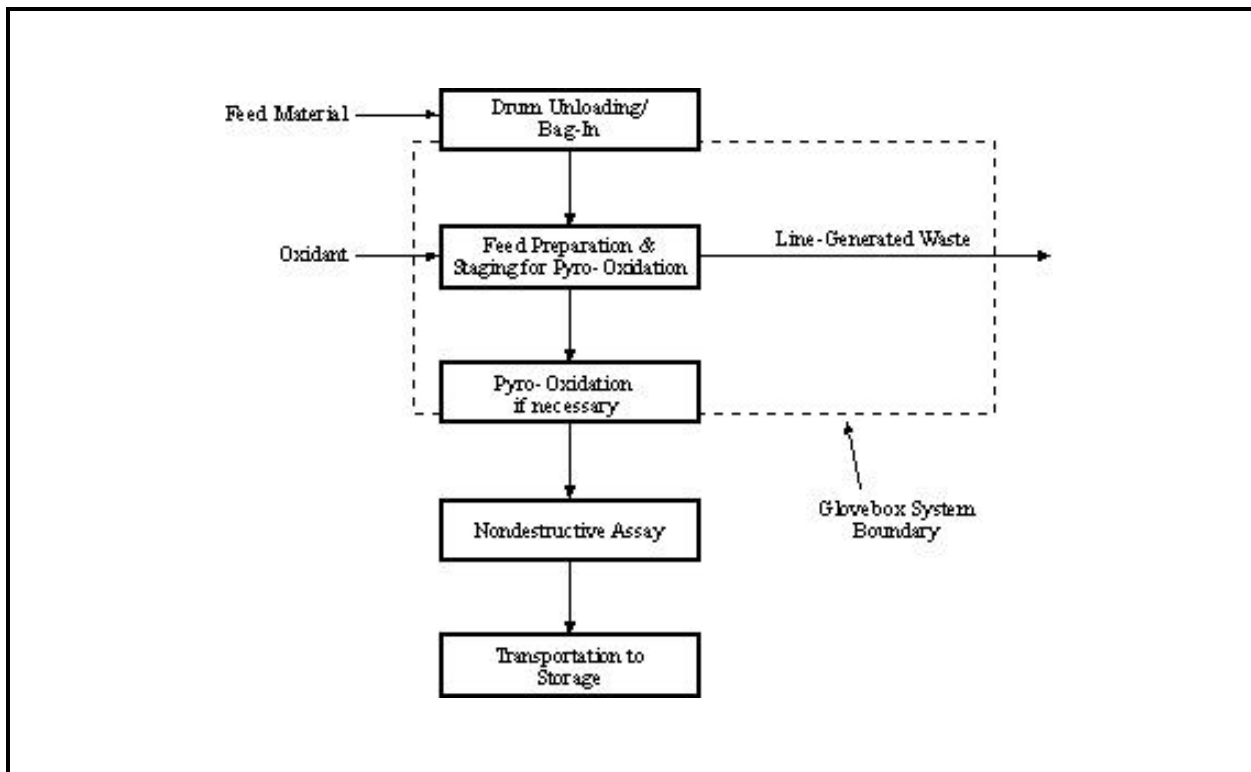 Feed Material
Drum Unloading/
Bag-In
Oxidant
Feed Preparation &
Staging for Pyro- Oxidation
Line-Generated Waste
Pyro- Oxidation
if necessary
Glovebox System
Boundary
Nondestructive Assay
Transportation to
Storage